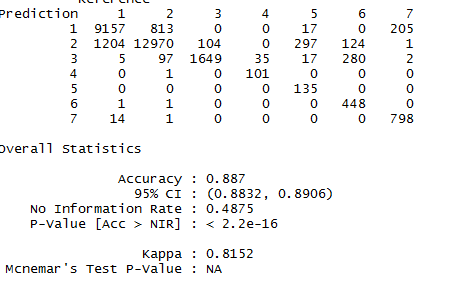 Reference
Prediction 1 2 3 4 5 6 7
1 9157 813 0 0 17 0 205
2 1204 12970 104 0 297 124 1
3 5 97 1649 35 17 280 2
4 0 1 0 101 0 0 0
5 0 0 0 0 135 0 0
6 1 1 0 0 0 448 0
7 14 1 0 0 0 0 798
Overall Statistics
Accuracy : 0.887
95% CI : (0.8832, 0.8906)
No Information Rate : 0.4875
P-Value [Acc > NIR] : < 2.2e-16
Kappa : 0.8152
Mcnemar's Test P-Value : NA